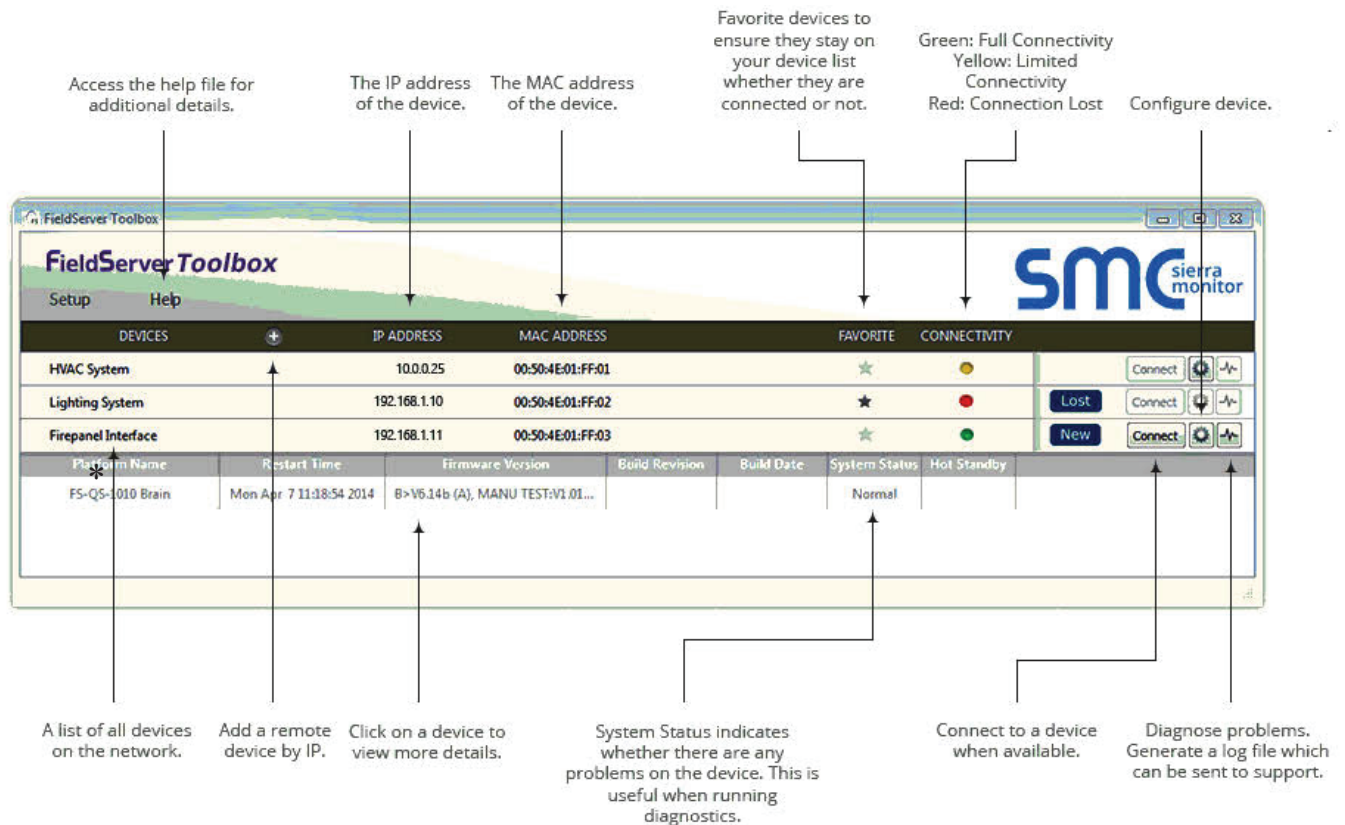 Favorite devices to
ensure they stay on
your device list
whether they are
connected or not.
Green: Full Connectivity
Yellow: Limited
Connectivity
Red: Connection Lost
Access the help file for
additional details.
The IP address
of the device.
The MAC address
of the device.
Configure device.
FieldServer Toolbox
FieldServer Toolbox
smc sierra
monitor
Setup Help
DEVICES IP ADDRESS MAC ADDRESS FAVORITE CONNECTIVITY
HVAC System 10.0.0.25 00:50:4E:01:FF:01 Connect
Lighting System 192.168.1.10 00:50:4E:01:FF:02 Lost Connect
Firepanel Interface 192.168.1.11 00:50:4E:01:FF:03 New Connect
Platform Name Restart Time Firmware Version Build Revision Build Date System Status Hot Standby
FS-QS-1010 Brain Mon Apr 7 11:18:54 2014 B>V6.14b (A), MANU TEST:V1.01... Normal
A list of all devices
on the network.
Add a remote
device by IP.
Click on a device to
view more details.
System Status indicates
whether there are any
problems on the device. This is
useful when running
diagnostics.
Connect to a device
when available.
Diagnose problems.
Generate a log file which
can be sent to support.